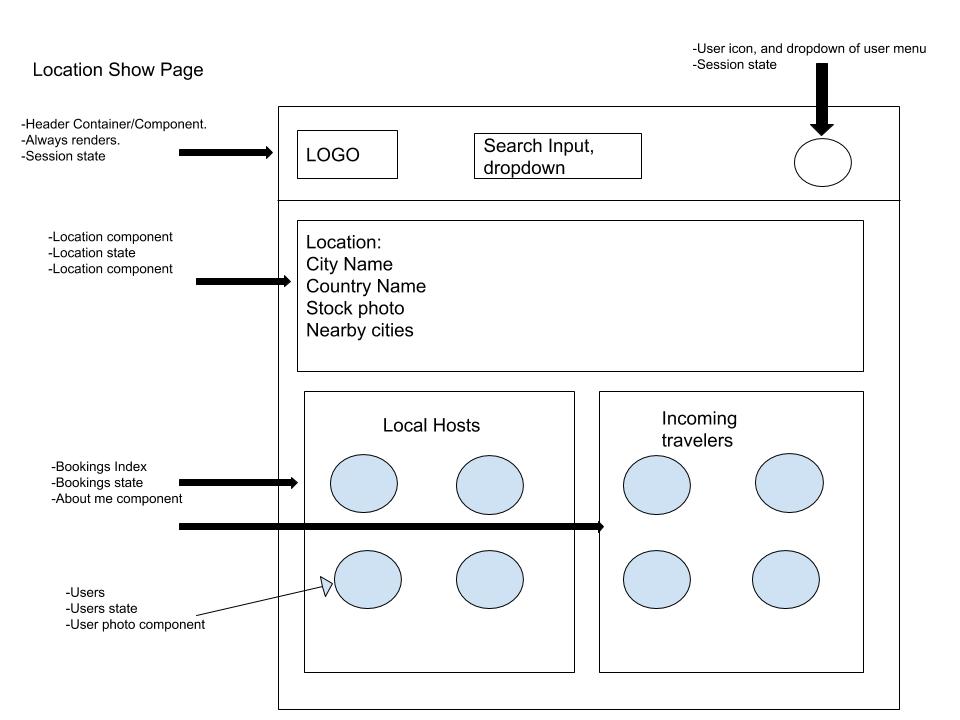 -User icon, and dropdown of user menu
-Session state
Location Show Page
-Header Container/Component.
-Always renders.
-Session state
LOGO
Search Input,
dropdown
-Location component
-Location state
-Location component
Location:
City Name
Country Name
Stock photo
Nearby cities
Local Hosts
Incoming
travelers
-Bookings Index
-Bookings state
-About me component
-Users
-Users state
-User photo component